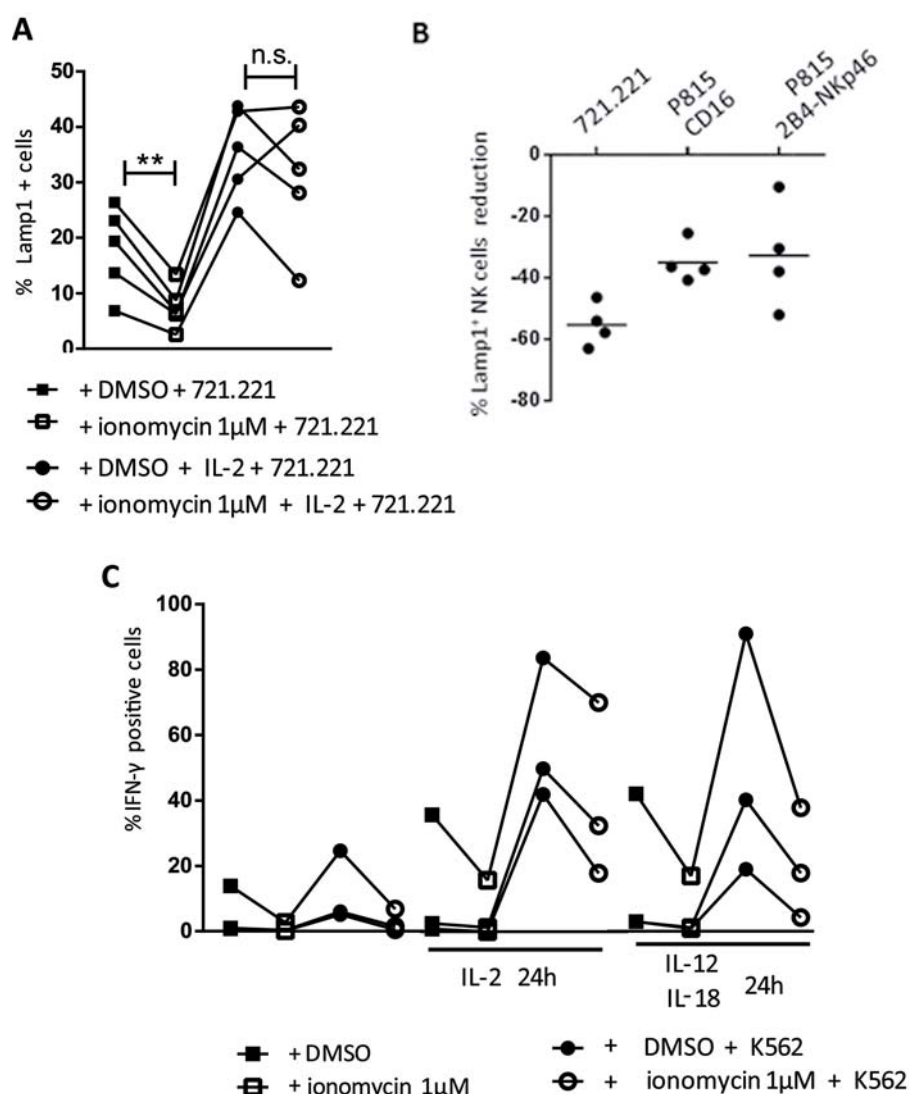 A
n.s.
**
50
40
30
20
10
0
% Lamp1 + cells
+ DMSO + 721.221
+ ionomycin 1µM + 721.221
+ DMSO + IL-2 + 721.221
+ ionomycin 1µM + IL-2 + 721.221
B
721.221
P815
CD16
P815
2B4-NKp46
0
-20
-40
-60
-80
% Lamp1⁺ NK cells reduction
C
100
80
60
40
20
0
%IFN-γ positive cells
IL-2 24h
IL-12
IL-18
24h
+ DMSO
+ ionomycin 1µM
+ DMSO + K562
+ ionomycin 1µM + K562